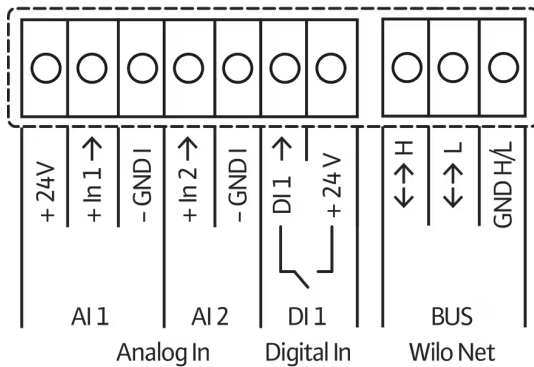 + 24V
+ In 1 →
− GND I
+ In 2 →
− GND I
DI 1 →
+ 24 V
<-> H
<-> L
GND H/L
AI 1 AI 2 DI 1 BUS
Analog In Digital In Wilo Net